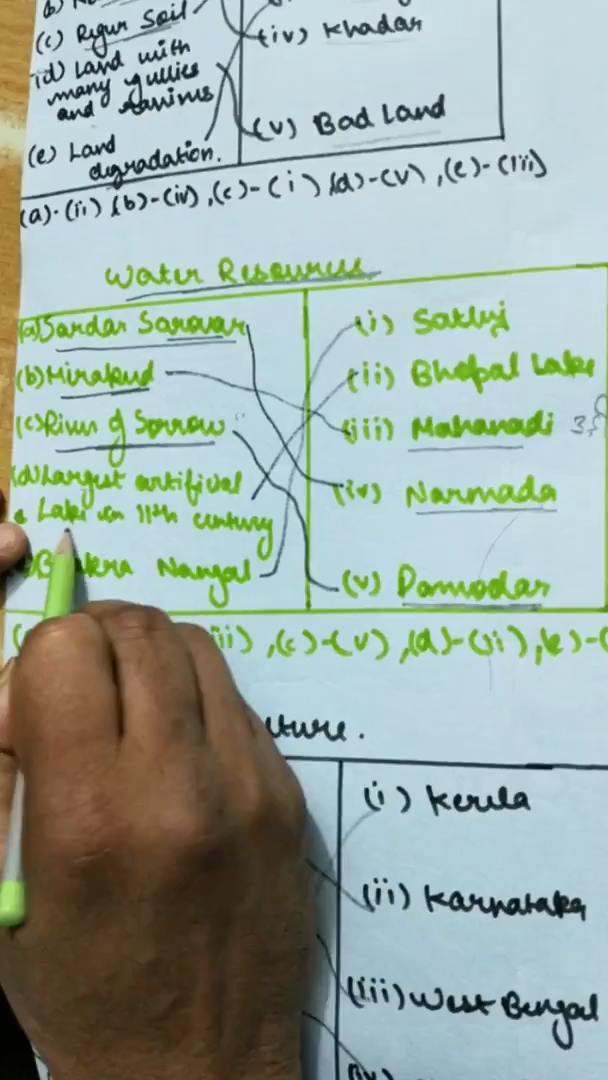 (c) Regur Soil
(iv) Khadar
(d) Land with
many gullies
and ravines
(v) Bad Land
(e) Land
degradation.
(a)-(ii) (b)-(iv), (c)-(i) (d)-(v), (e)-(iii)
Water Resources
(a) Sardar Sarovar
(i) Satluj
(b) Hirakud
(ii) Bhopal Lake
(c) River of Sorrow
(iii) Mahanadi
(d) Largest artificial
Lake in 11th century
(iv) Narmada
Nangal
(v) Damodar
iii), (c)-(v), (d)-(ii), (e)-(
ture.
(i) Kerela
(ii) Karnataka
(iii) West Bengal